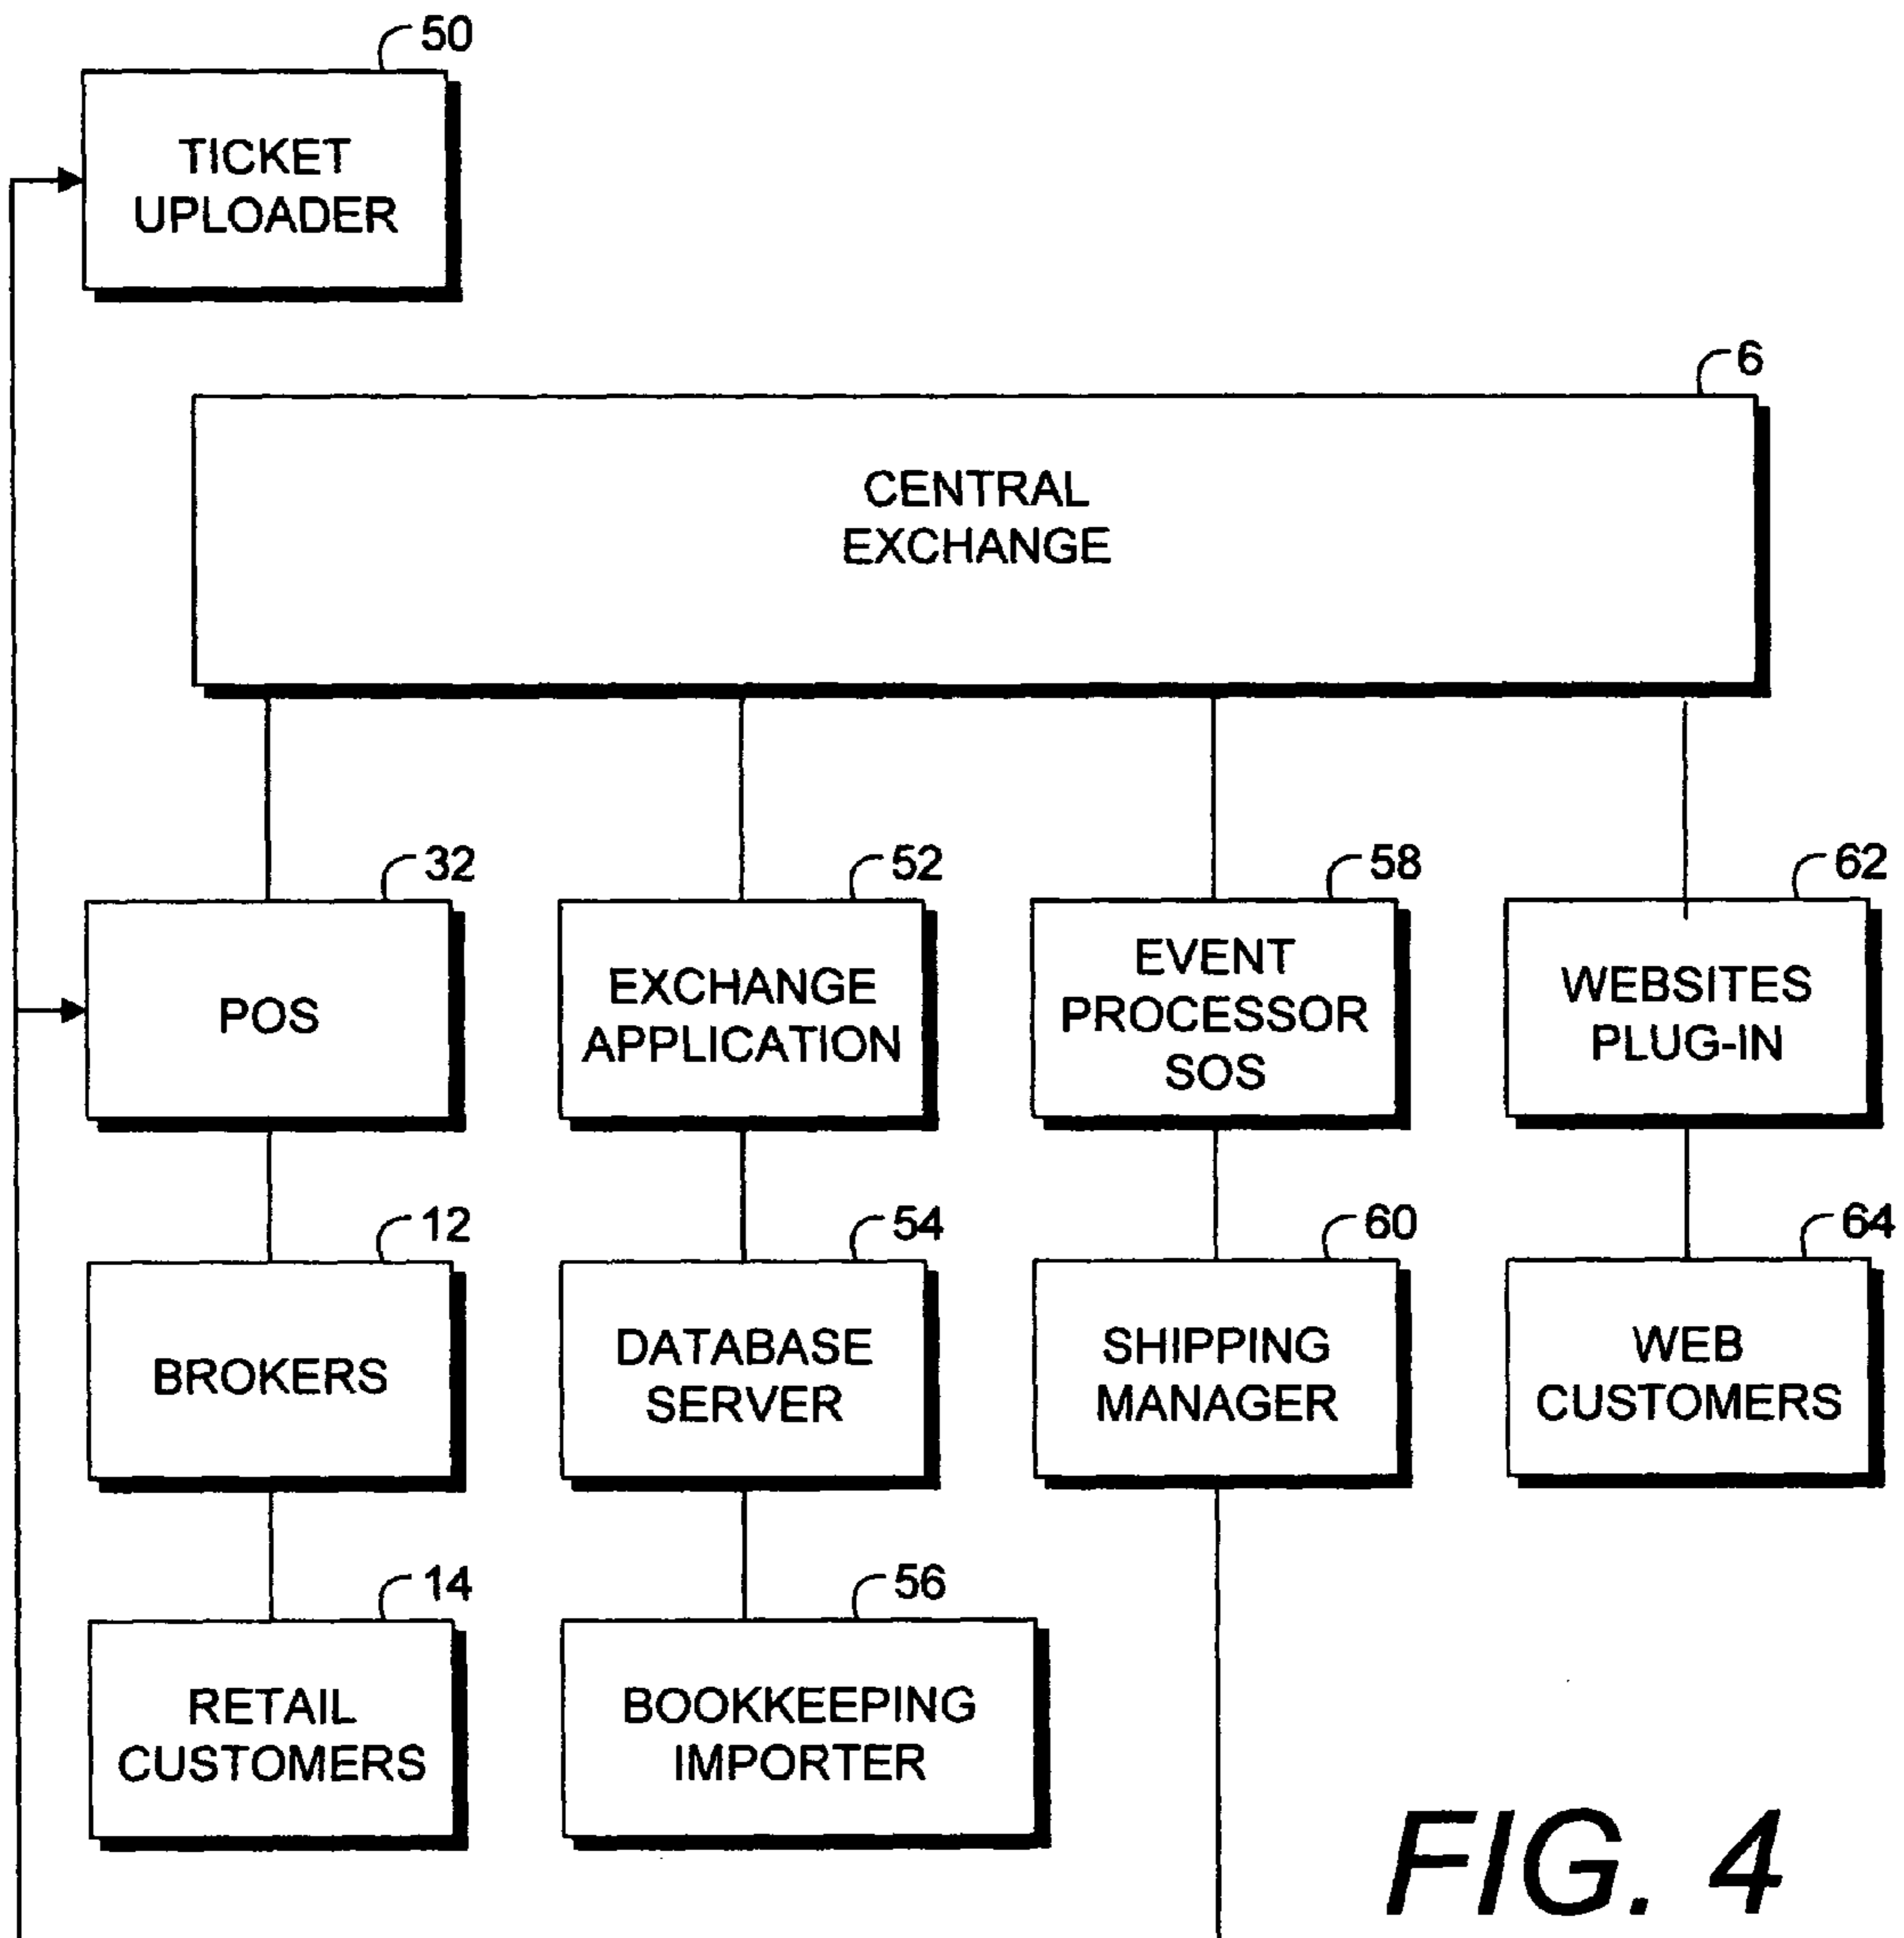 50
TICKET
UPLOADER
6
CENTRAL
EXCHANGE
32
POS
52
EXCHANGE
APPLICATION
58
EVENT
PROCESSOR
SOS
62
WEBSITES
PLUG-IN
12
BROKERS
54
DATABASE
SERVER
60
SHIPPING
MANAGER
64
WEB
CUSTOMERS
14
RETAIL
CUSTOMERS
56
BOOKKEEPING
IMPORTER
FIG. 4